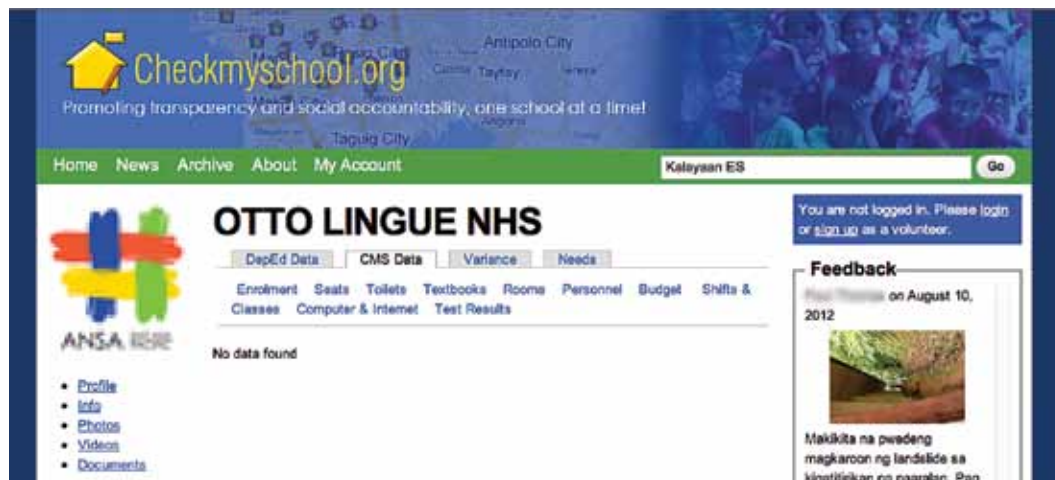 Antipolo City
Taytay
Checkmyschool.org
Promoting transparency and social accountability, one school at a time!
Taguig City
Home News Archive About My Account
Kalayaan ES
Go
ANSA
Profile
Info
Photos
Videos
Documents
OTTO LINGUE NHS
DepEd Data CMS Data Variance Needs
Enrolment Seats Toilets Textbooks Rooms Personnel Budget Shifts &
Classes Computer & Internet Test Results
No data found
You are not logged in. Please login
or sign up as a volunteer.
Feedback
on August 10,
2012
Makikita na pwedeng
magkaroon ng landslide sa
kinatitirikan ng paaralan. Pag